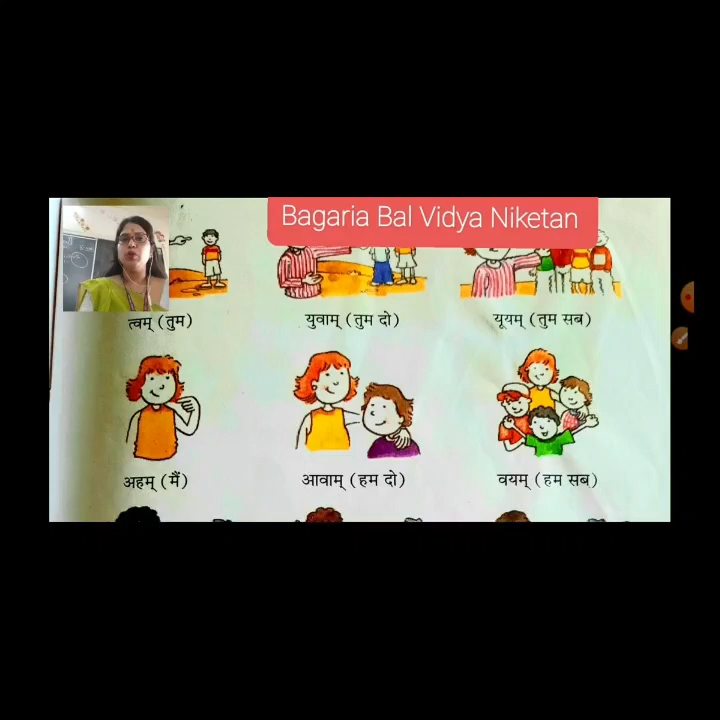 Bagaria Bal Vidya Niketan
त्वम् (तुम)
युवाम् (तुम दो)
यूयम् (तुम सब)
अहम् (मैं)
आवाम् (हम दो)
वयम् (हम सब)